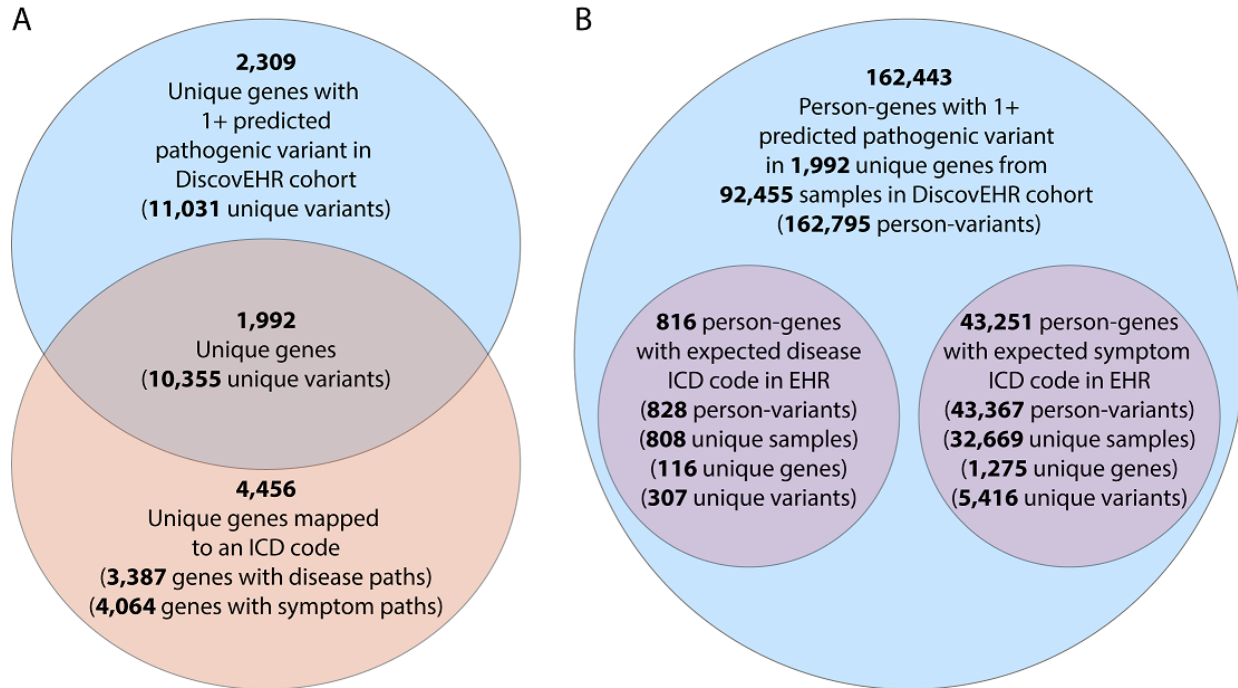 A
2,309
Unique genes with
1+ predicted
pathogenic variant in
DiscovEHR cohort
(11,031 unique variants)
1,992
Unique genes
(10,355 unique variants)
4,456
Unique genes mapped
to an ICD code
(3,387 genes with disease paths)
(4,064 genes with symptom paths)
B
162,443
Person-genes with 1+
predicted pathogenic variant
in 1,992 unique genes from
92,455 samples in DiscovEHR cohort
(162,795 person-variants)
816 person-genes
with expected disease
ICD code in EHR
(828 person-variants)
(808 unique samples)
(116 unique genes)
(307 unique variants)
43,251 person-genes
with expected symptom
ICD code in EHR
(43,367 person-variants)
(32,669 unique samples)
(1,275 unique genes)
(5,416 unique variants)